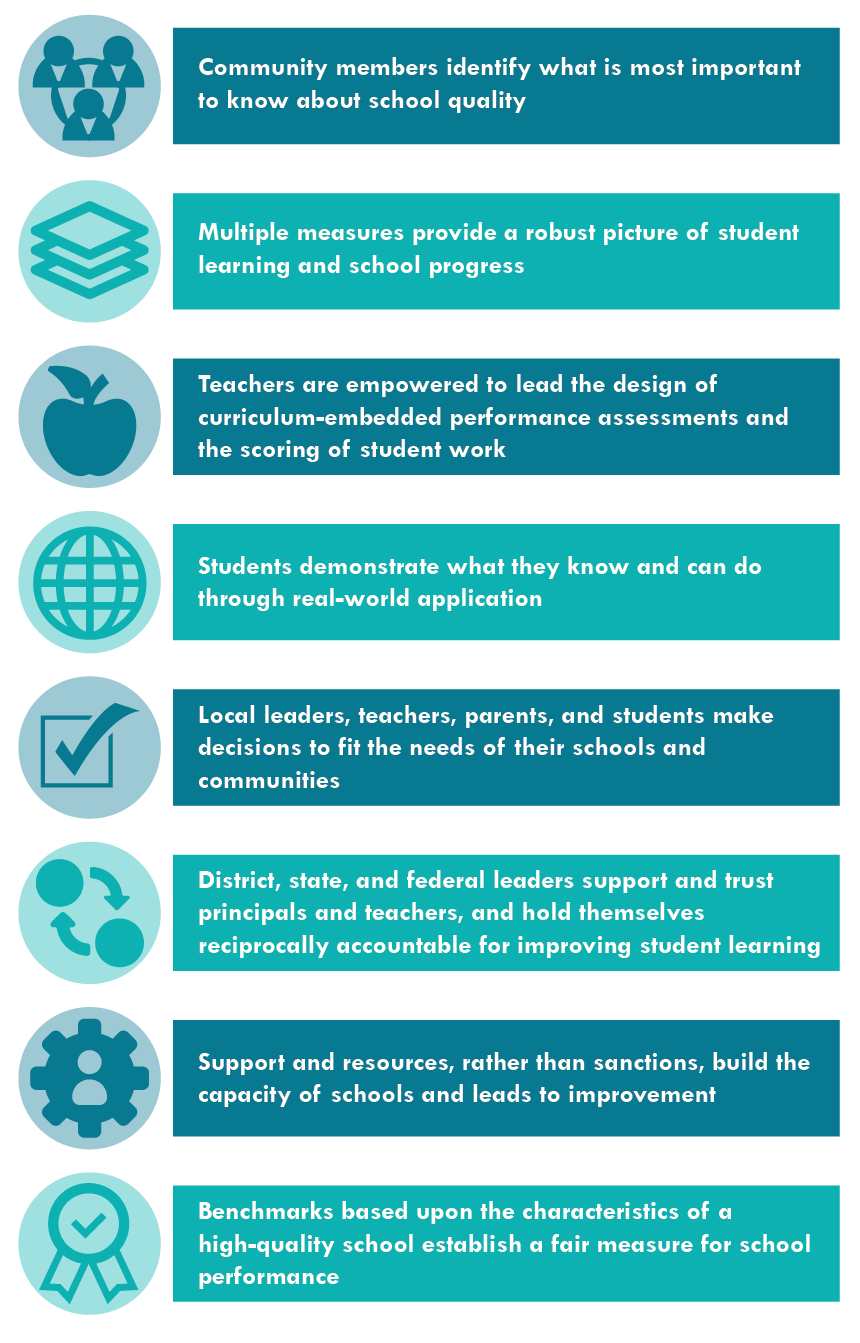 Community members identify what is most important
to know about school quality
Multiple measures provide a robust picture of student
learning and school progress
Teachers are empowered to lead the design of
curriculum-embedded performance assessments and
the scoring of student work
Students demonstrate what they know and can do
through real-world application
Local leaders, teachers, parents, and students make
decisions to fit the needs of their schools and
communities
District, state, and federal leaders support and trust
principals and teachers, and hold themselves
reciprocally accountable for improving student learning
Support and resources, rather than sanctions, build the
capacity of schools and leads to improvement
Benchmarks based upon the characteristics of a
high-quality school establish a fair measure for school
performance